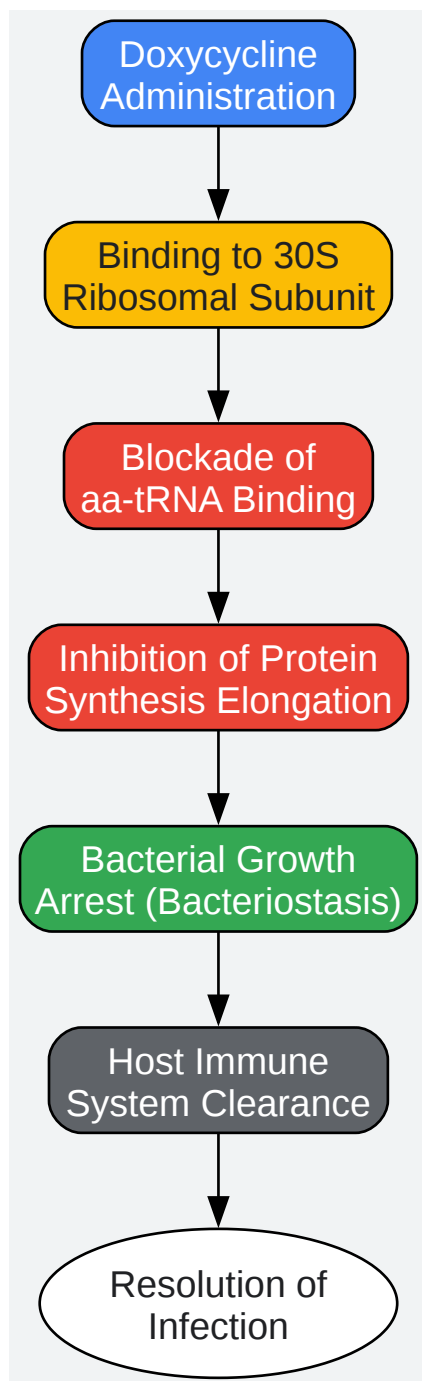 Doxycycline
Administration
Binding to 30S
Ribosomal Subunit
Blockade of
aa-tRNA Binding
Inhibition of Protein
Synthesis Elongation
Bacterial Growth
Arrest (Bacteriostasis)
Host Immune
System Clearance
Resolution of
Infection